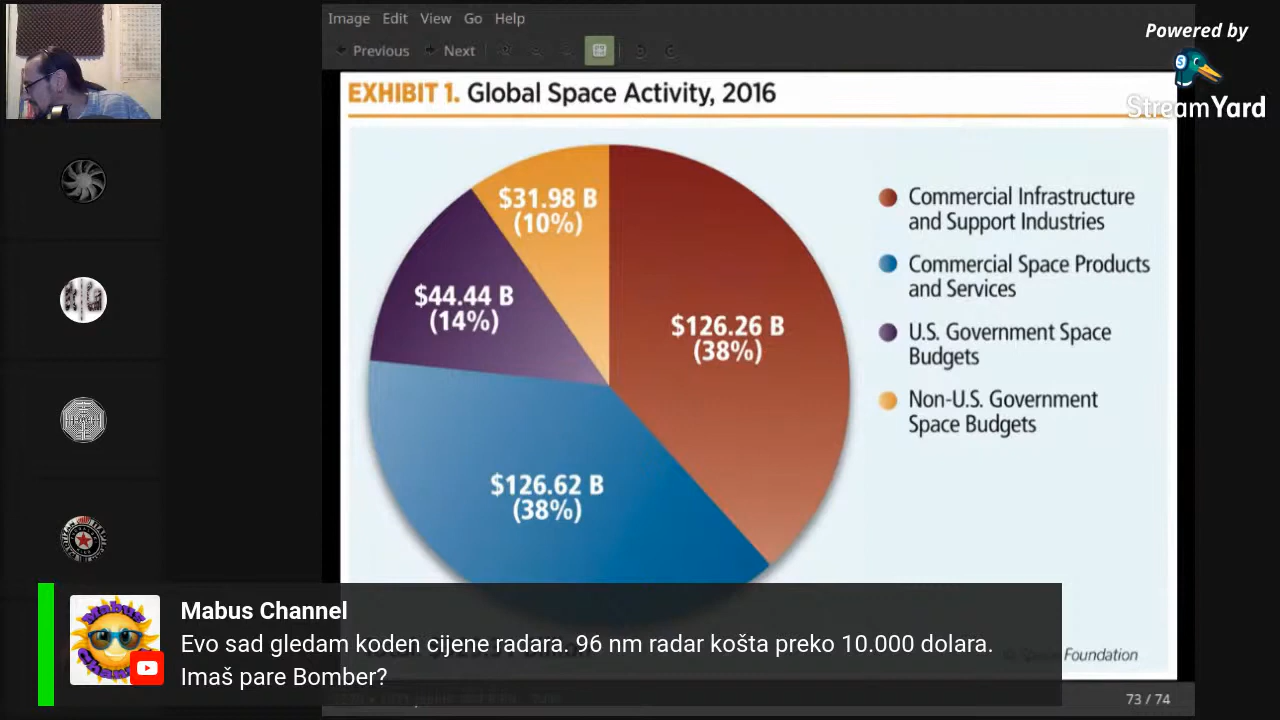 Image Edit View Go Help
Previous Next
Powered by
StreamYard
EXHIBIT 1. Global Space Activity, 2016
$31.98 B
(10%)
$44.44 B
(14%)
$126.26 B
(38%)
$126.62 B
(38%)
Commercial Infrastructure
and Support Industries
Commercial Space Products
and Services
U.S. Government Space
Budgets
Non-U.S. Government
Space Budgets
Foundation
Mabus Channel
Evo sad gledam koden cijene radara. 96 nm radar košta preko 10.000 dolara.
Imaš pare Bomber?
73 / 74